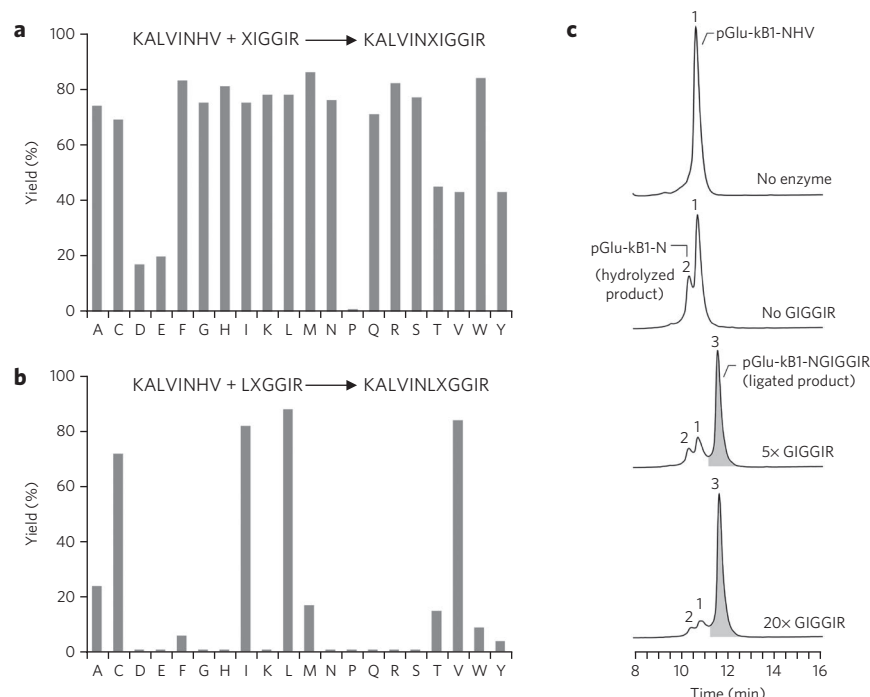 a
KALVINHV + XIGGIR → KALVINXIGGIR
Yield (%)
100
80
60
40
20
0
A C D E F G H I K L M N P Q R S T V W Y
b
KALVINHV + LXGGIR → KALVINLXGGIR
Yield (%)
100
80
60
40
20
0
A C D E F G H I K L M N P Q R S T V W Y
c
1
pGlu-kB1-NHV
No enzyme
1
pGlu-kB1-N
2
(hydrolyzed
product)
No GIGGIR
3
pGlu-kB1-NGIGGIR
(ligated product)
2 1
5× GIGGIR
3
2 1
20× GIGGIR
8 10 12 14 16
Time (min)